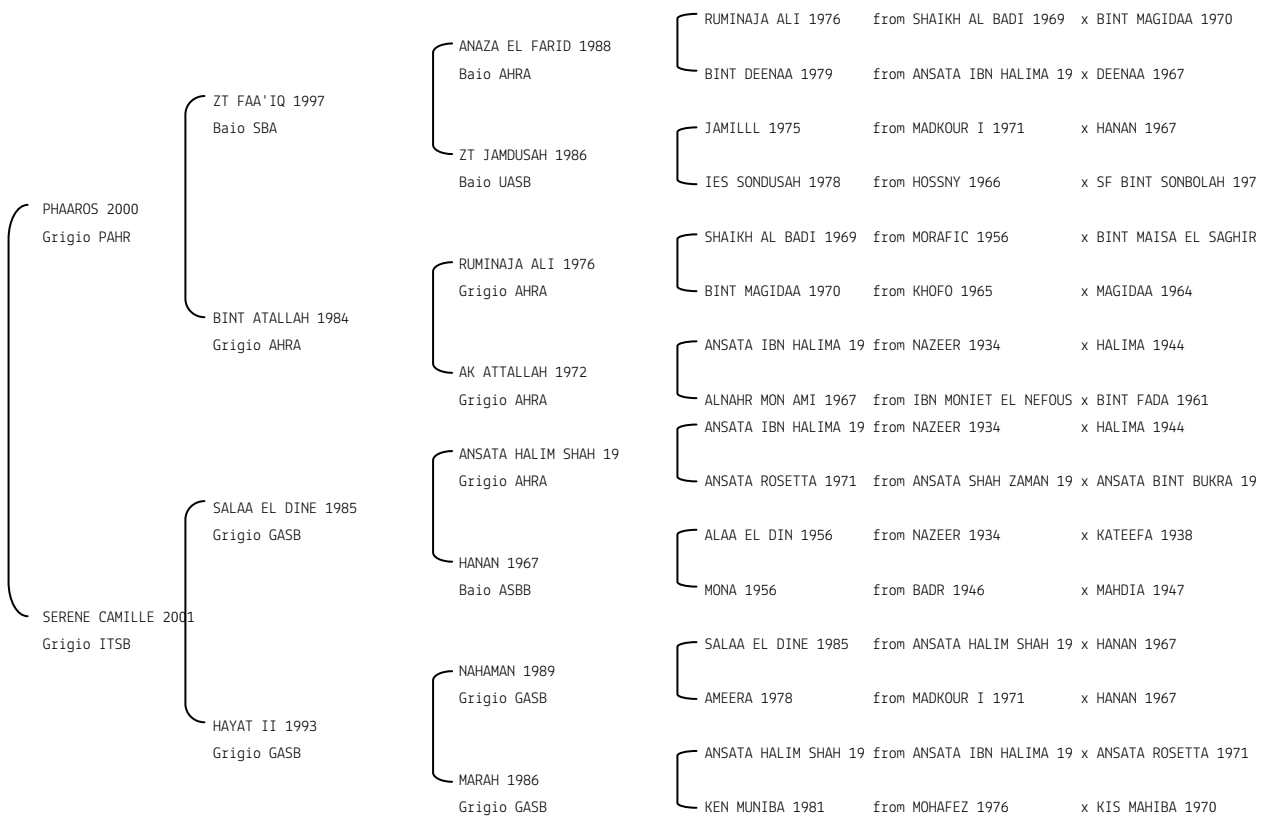 RUMINAJA ALI 1976 from SHAIKH AL BADI 1969 x BINT MAGIDAA 1970
ANAZA EL FARID 1988
Baio AHRA
BINT DEENAA 1979 from ANSATA IBN HALIMA 19 x DEENAA 1967
ZT FAA'IQ 1997
Baio SBA
JAMILLL 1975 from MADKOUR I 1971 x HANAN 1967
ZT JAMDUSAH 1986
Baio UASB
IES SONDUSAH 1978 from HOSSNY 1966 x SF BINT SONBOLAH 197
PHAAROS 2000
Grigio PAHR
SHAIKH AL BADI 1969 from MORAFIC 1956 x BINT MAISA EL SAGHIR
RUMINAJA ALI 1976
Grigio AHRA
BINT MAGIDAA 1970 from KHOFO 1965 x MAGIDAA 1964
BINT ATALLAH 1984
Grigio AHRA
ANSATA IBN HALIMA 19 from NAZEER 1934 x HALIMA 1944
AK ATTALLAH 1972
Grigio AHRA
ALNAHR MON AMI 1967 from IBN MONIET EL NEFOUS x BINT FADA 1961
ANSATA IBN HALIMA 19 from NAZEER 1934 x HALIMA 1944
ANSATA HALIM SHAH 19
Grigio AHRA
ANSATA ROSETTA 1971 from ANSATA SHAH ZAMAN 19 x ANSATA BINT BUKRA 19
SALAA EL DINE 1985
Grigio GASB
ALAA EL DIN 1956 from NAZEER 1934 x KATEEFA 1938
HANAN 1967
Baio ASBB
MONA 1956 from BADR 1946 x MAHDIA 1947
SERENE CAMILLE 2001
Grigio ITSB
SALAA EL DINE 1985 from ANSATA HALIM SHAH 19 x HANAN 1967
NAHAMAN 1989
Grigio GASB
AMEERA 1978 from MADKOUR I 1971 x HANAN 1967
HAYAT II 1993
Grigio GASB
ANSATA HALIM SHAH 19 from ANSATA IBN HALIMA 19 x ANSATA ROSETTA 1971
MARAH 1986
Grigio GASB
KEN MUNIBA 1981 from MOHAFEZ 1976 x KIS MAHIBA 1970